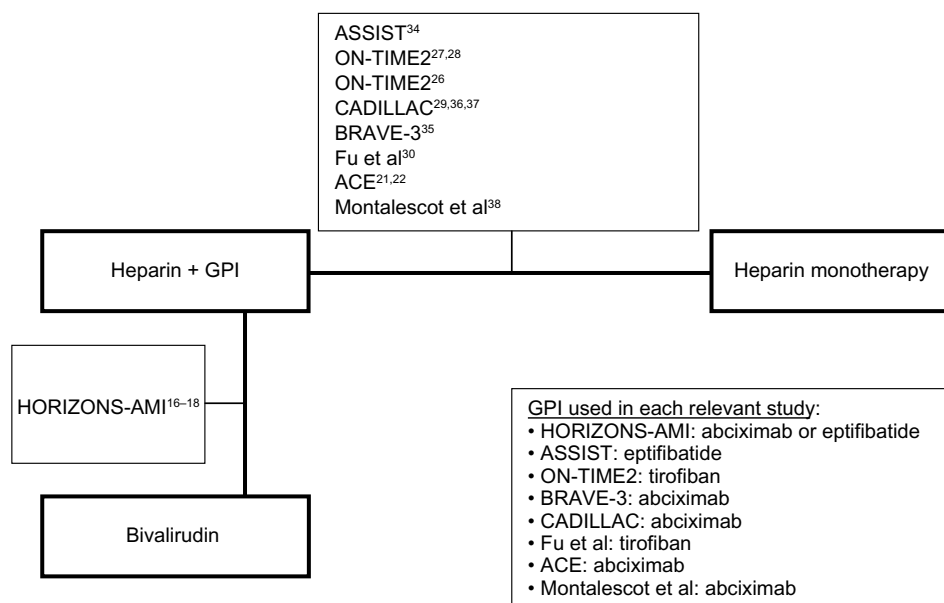 ASSIST34
ON-TIME227,28
ON-TIME226
CADILLAC29,36,37
BRAVE-335
Fu et al30
ACE21,22
Montalescot et al38
Heparin + GPI
Heparin monotherapy
HORIZONS-AMI16–18
Bivalirudin
GPI used in each relevant study:
• HORIZONS-AMI: abciximab or eptifibatide
• ASSIST: eptifibatide
• ON-TIME2: tirofiban
• BRAVE-3: abciximab
• CADILLAC: abciximab
• Fu et al: tirofiban
• ACE: abciximab
• Montalescot et al: abciximab